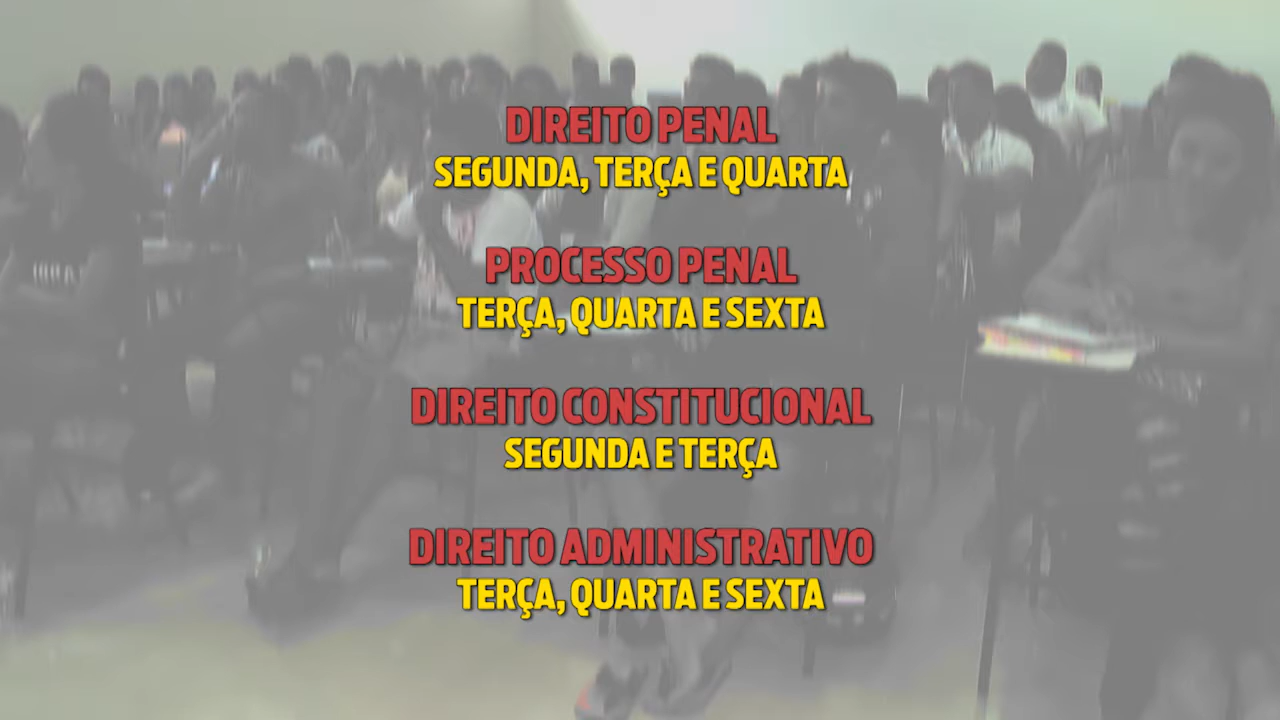 DIREITO PENAL
SEGUNDA, TERÇA E QUARTA
PROCESSO PENAL
TERÇA, QUARTA E SEXTA
DIREITO CONSTITUCIONAL
SEGUNDA E TERÇA
DIREITO ADMINISTRATIVO
TERÇA, QUARTA E SEXTA